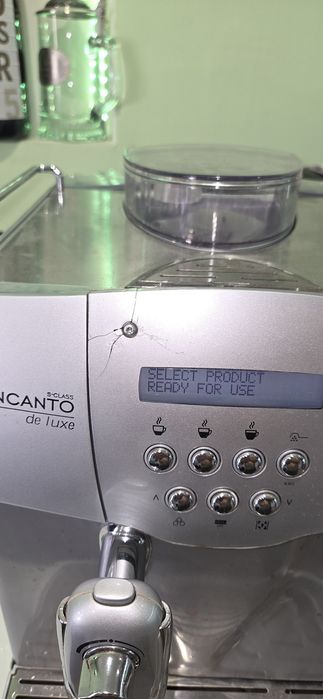 S-CLASS
NCANTO
de luxe
SELECT PRODUCT
READY FOR USE